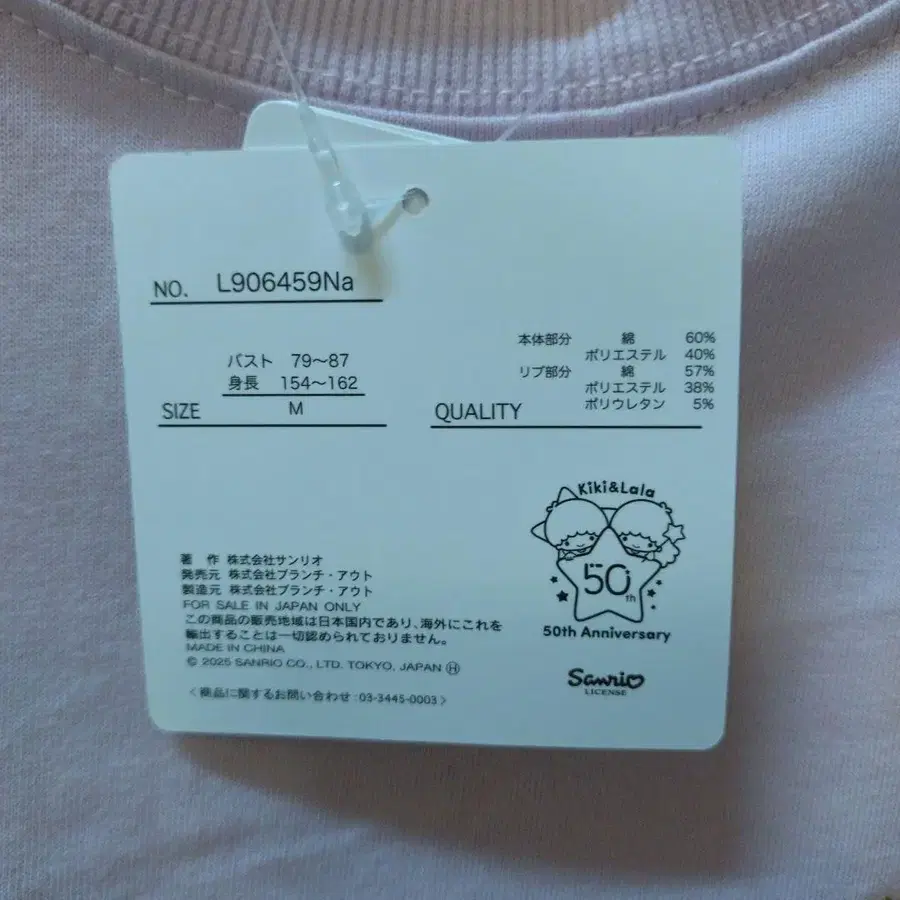 NO. L906459Na
バスト 79〜87
身長 154〜162
SIZE M
本体部分 綿 60%
ポリエステル 40%
リブ部分 綿 57%
ポリエステル 38%
ポリウレタン 5%
QUALITY
Kiki&Lala
50th
50th Anniversary
Sanrio
LICENSE
著 作 株式会社サンリオ
発売元 株式会社ブランチ・アウト
製造元 株式会社ブランチ・アウト
FOR SALE IN JAPAN ONLY
この商品の販売地域は日本国内であり、海外にこれを
輸出することは一切認められておりません。
MADE IN CHINA
© 2025 SANRIO CO., LTD. TOKYO, JAPAN Ⓗ
〈商品に関するお問い合わせ:03-3445-0003〉